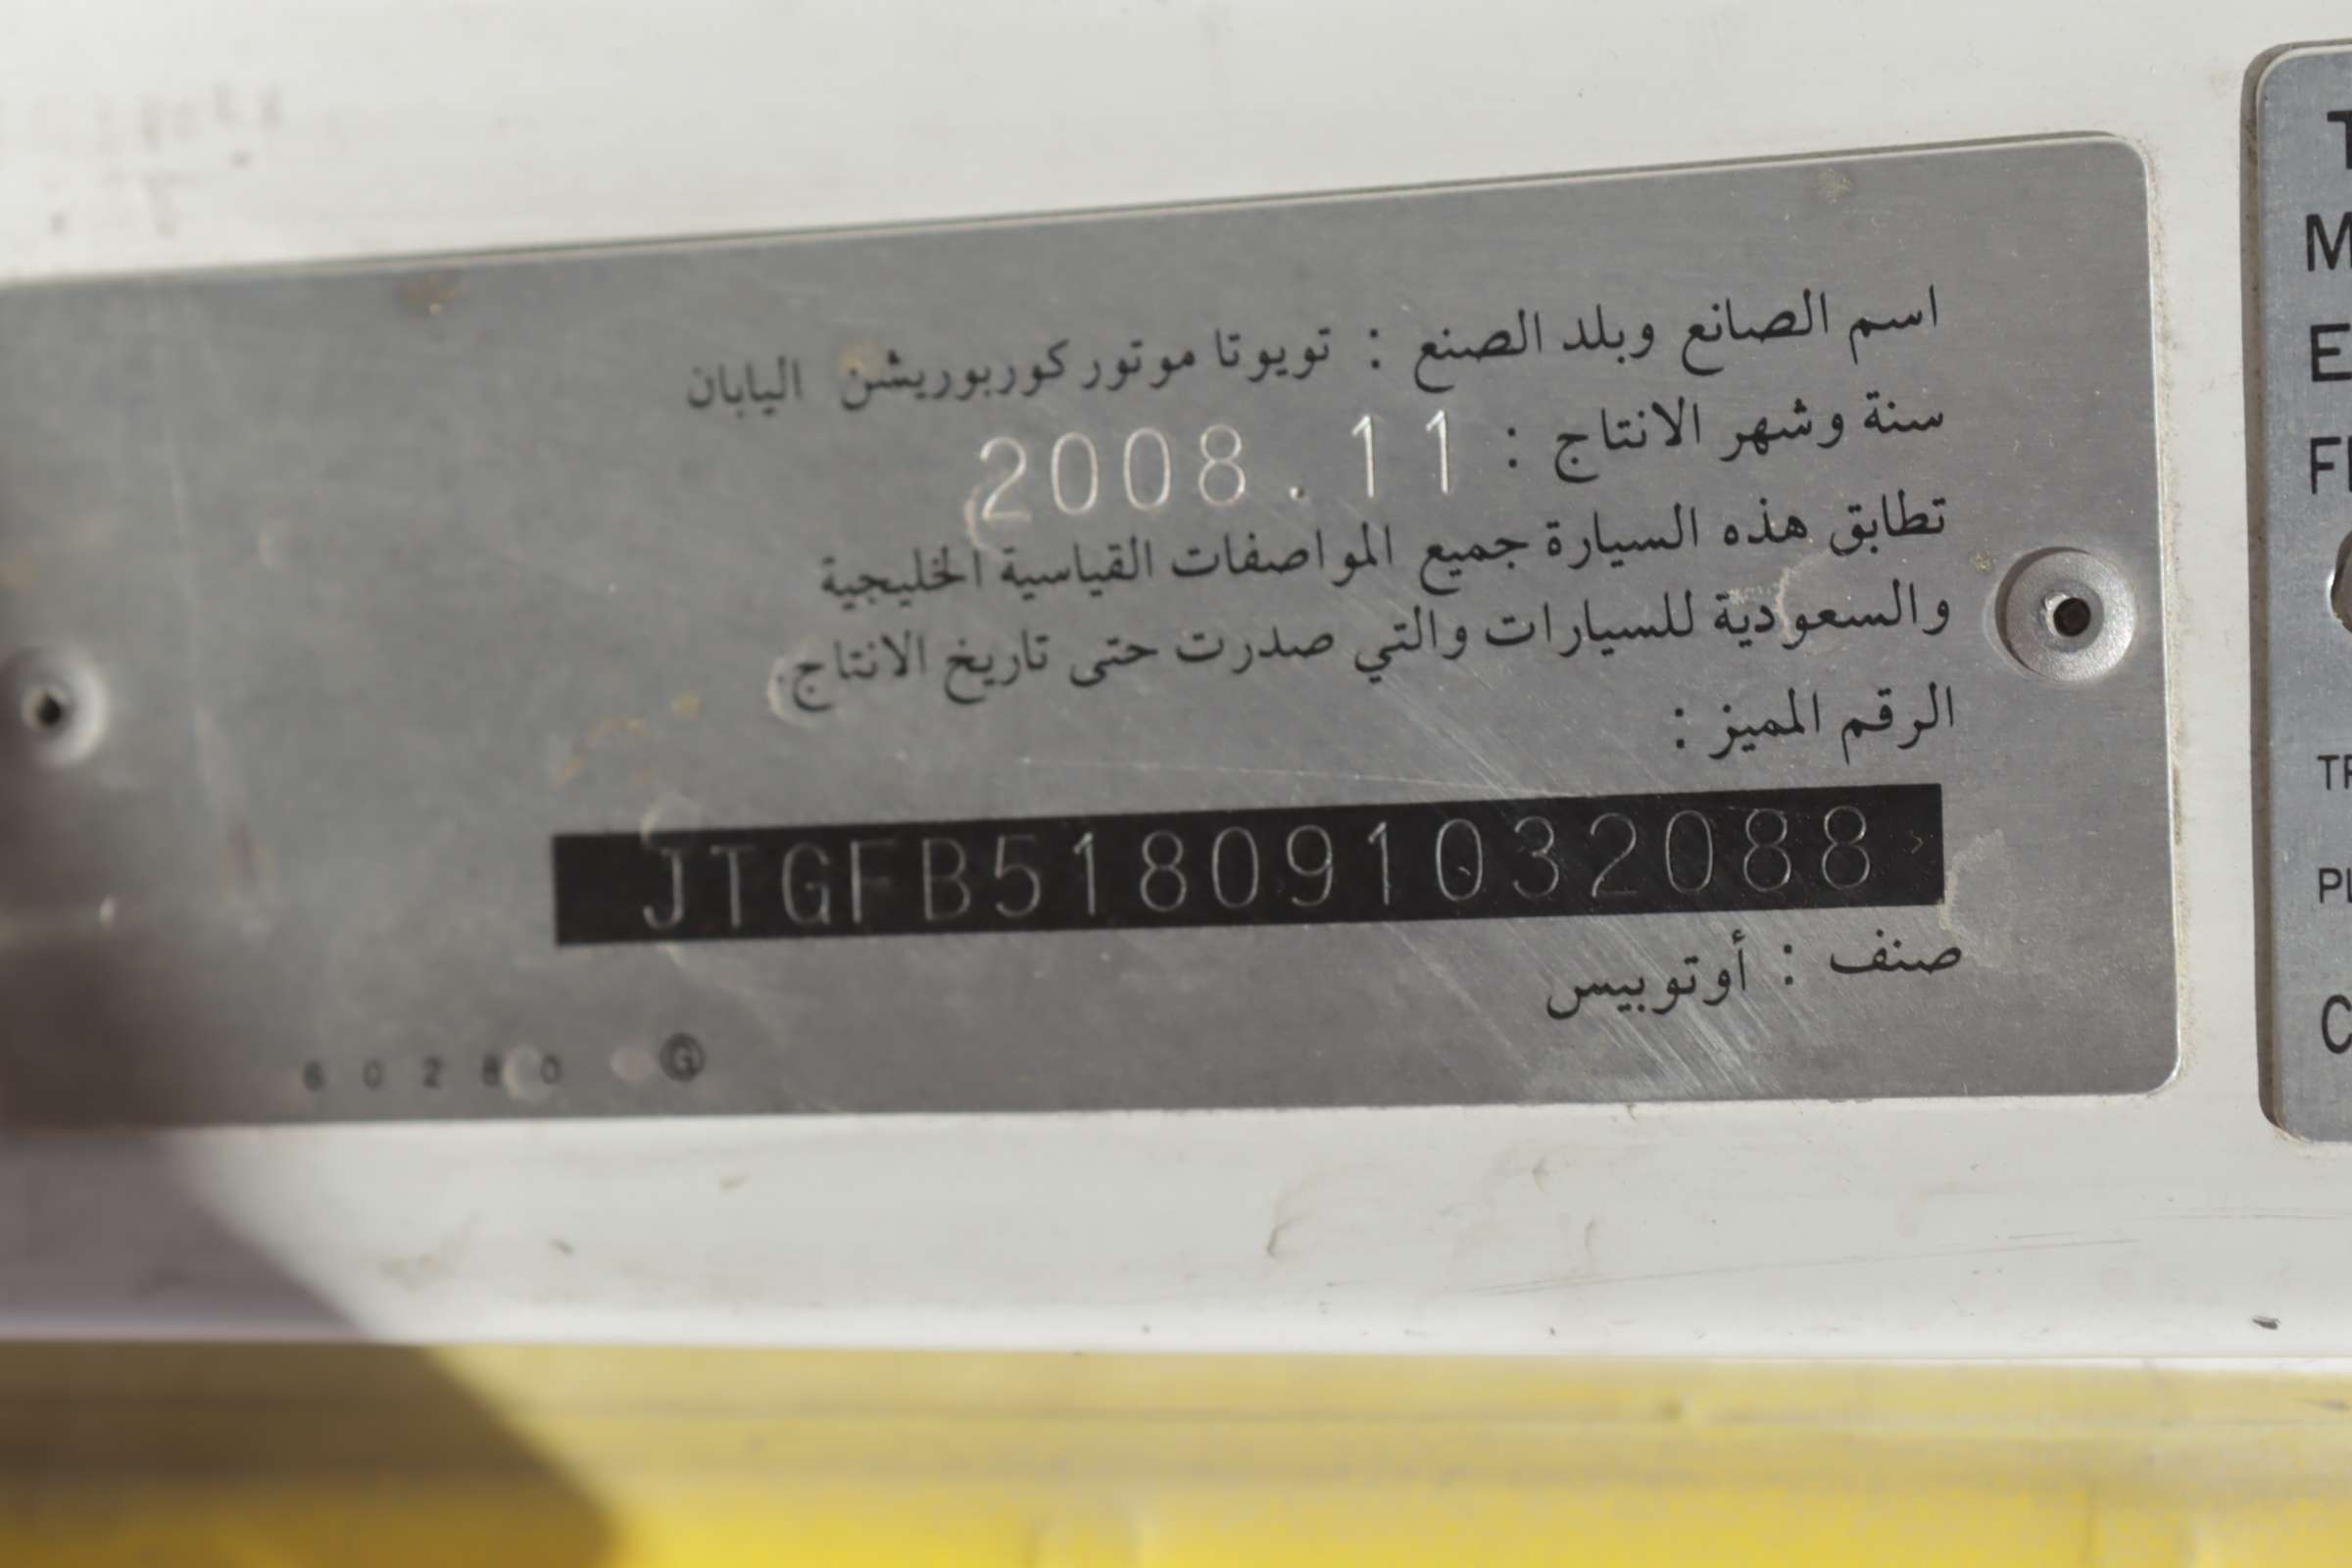 اسم الصانع وبلد الصنع : تويوتا موتور كوربوريشن اليابان
سنة وشهر الانتاج : 2008.11
تطابق هذه السيارة جميع المواصفات القياسية الخليجية
والسعودية للسيارات والتي صدرت حتى تاريخ الانتاج.
الرقم المميز :
JTGFB518091032088
صنف : أوتوبيس
60280 G
T
M
E
C